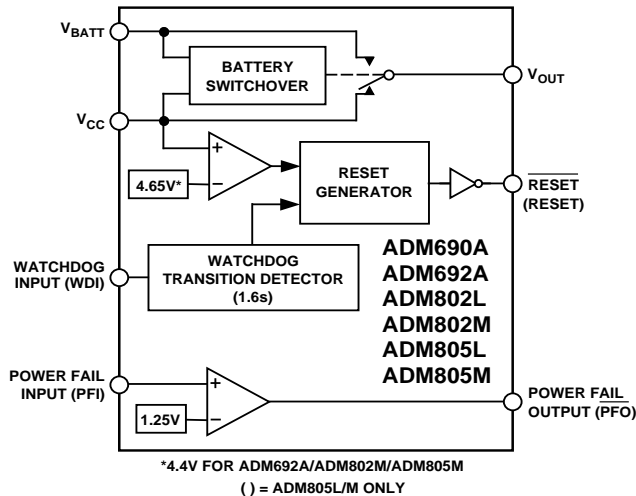 VBATT
BATTERY
SWITCHOVER
VOUT
VCC
+
4.65V*
−
RESET
GENERATOR
RESET
(RESET)
WATCHDOG
INPUT (WDI)
WATCHDOG
TRANSITION DETECTOR
(1.6s)
ADM690A
ADM692A
ADM802L
ADM802M
ADM805L
ADM805M
POWER FAIL
INPUT (PFI)
+
1.25V
−
POWER FAIL
OUTPUT (PFO)
*4.4V FOR ADM692A/ADM802M/ADM805M
( ) = ADM805L/M ONLY